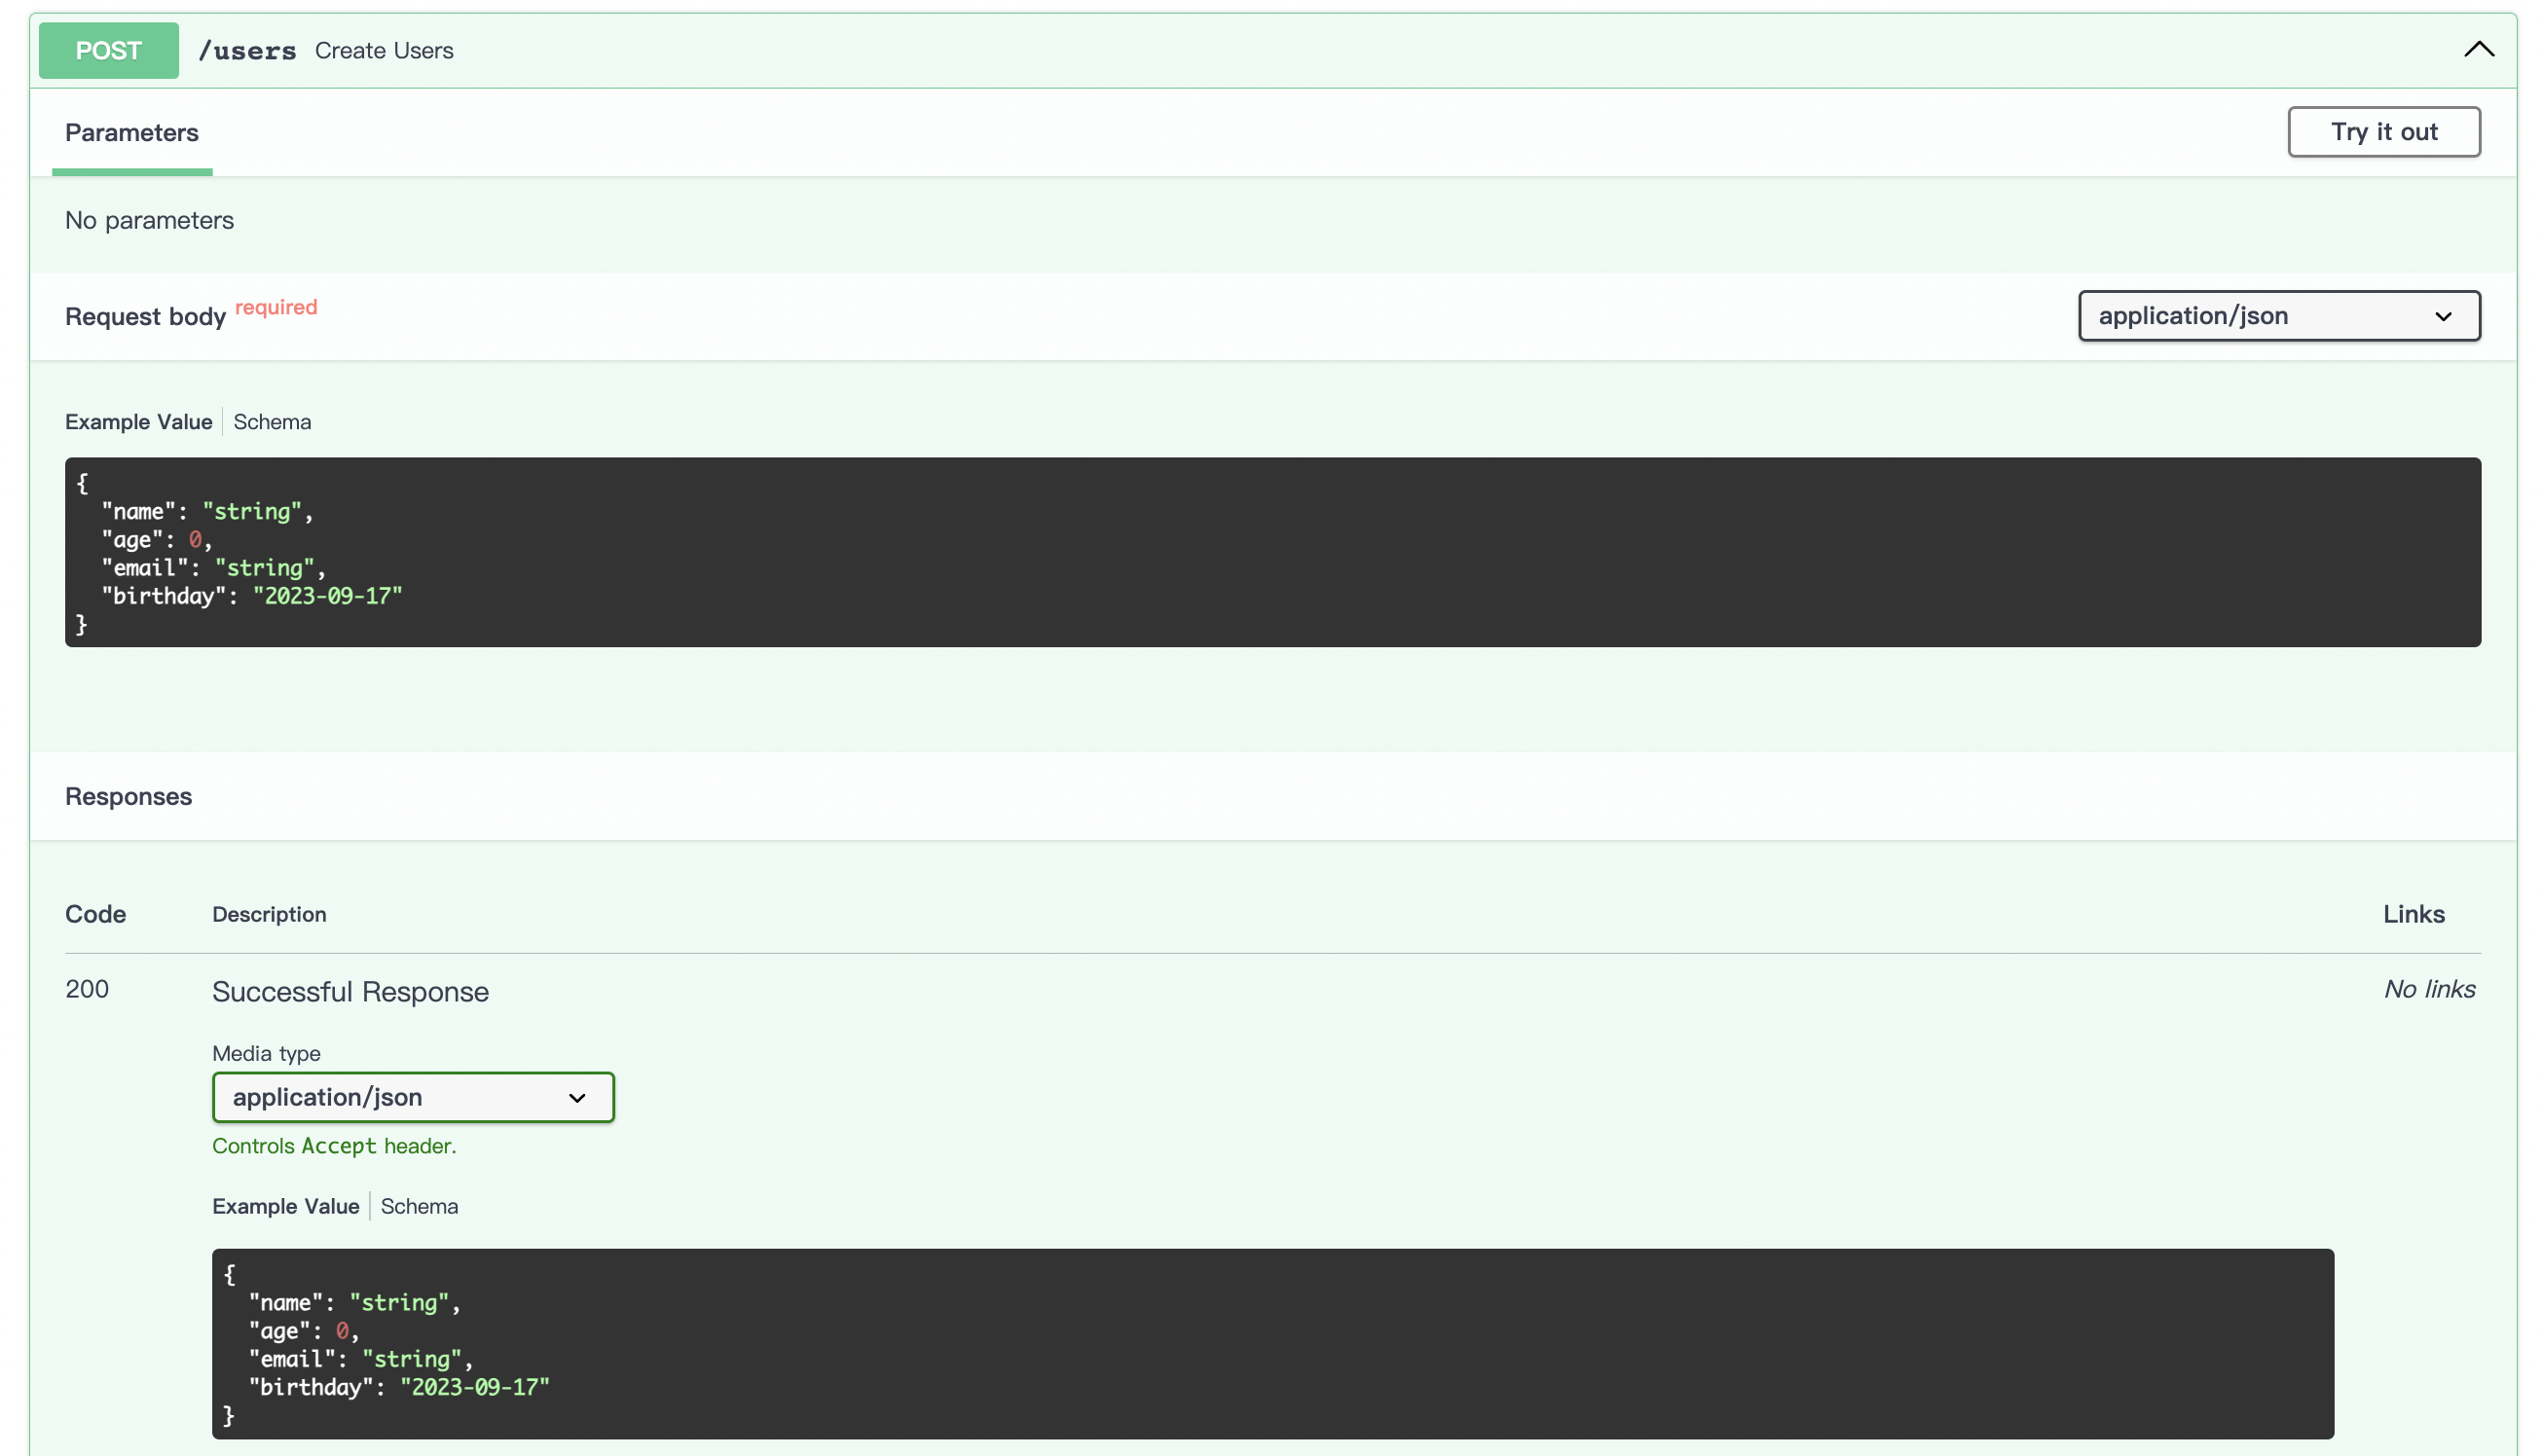 POST /users Create Users
Parameters
Try it out
No parameters
Request body required
application/json
Example Value Schema
{
  "name": "string",
  "age": 0,
  "email": "string",
  "birthday": "2023-09-17"
}
Responses
Code Description Links
200 Successful Response No links
Media type
application/json
Controls Accept header.
Example Value Schema
{
  "name": "string",
  "age": 0,
  "email": "string",
  "birthday": "2023-09-17"
}